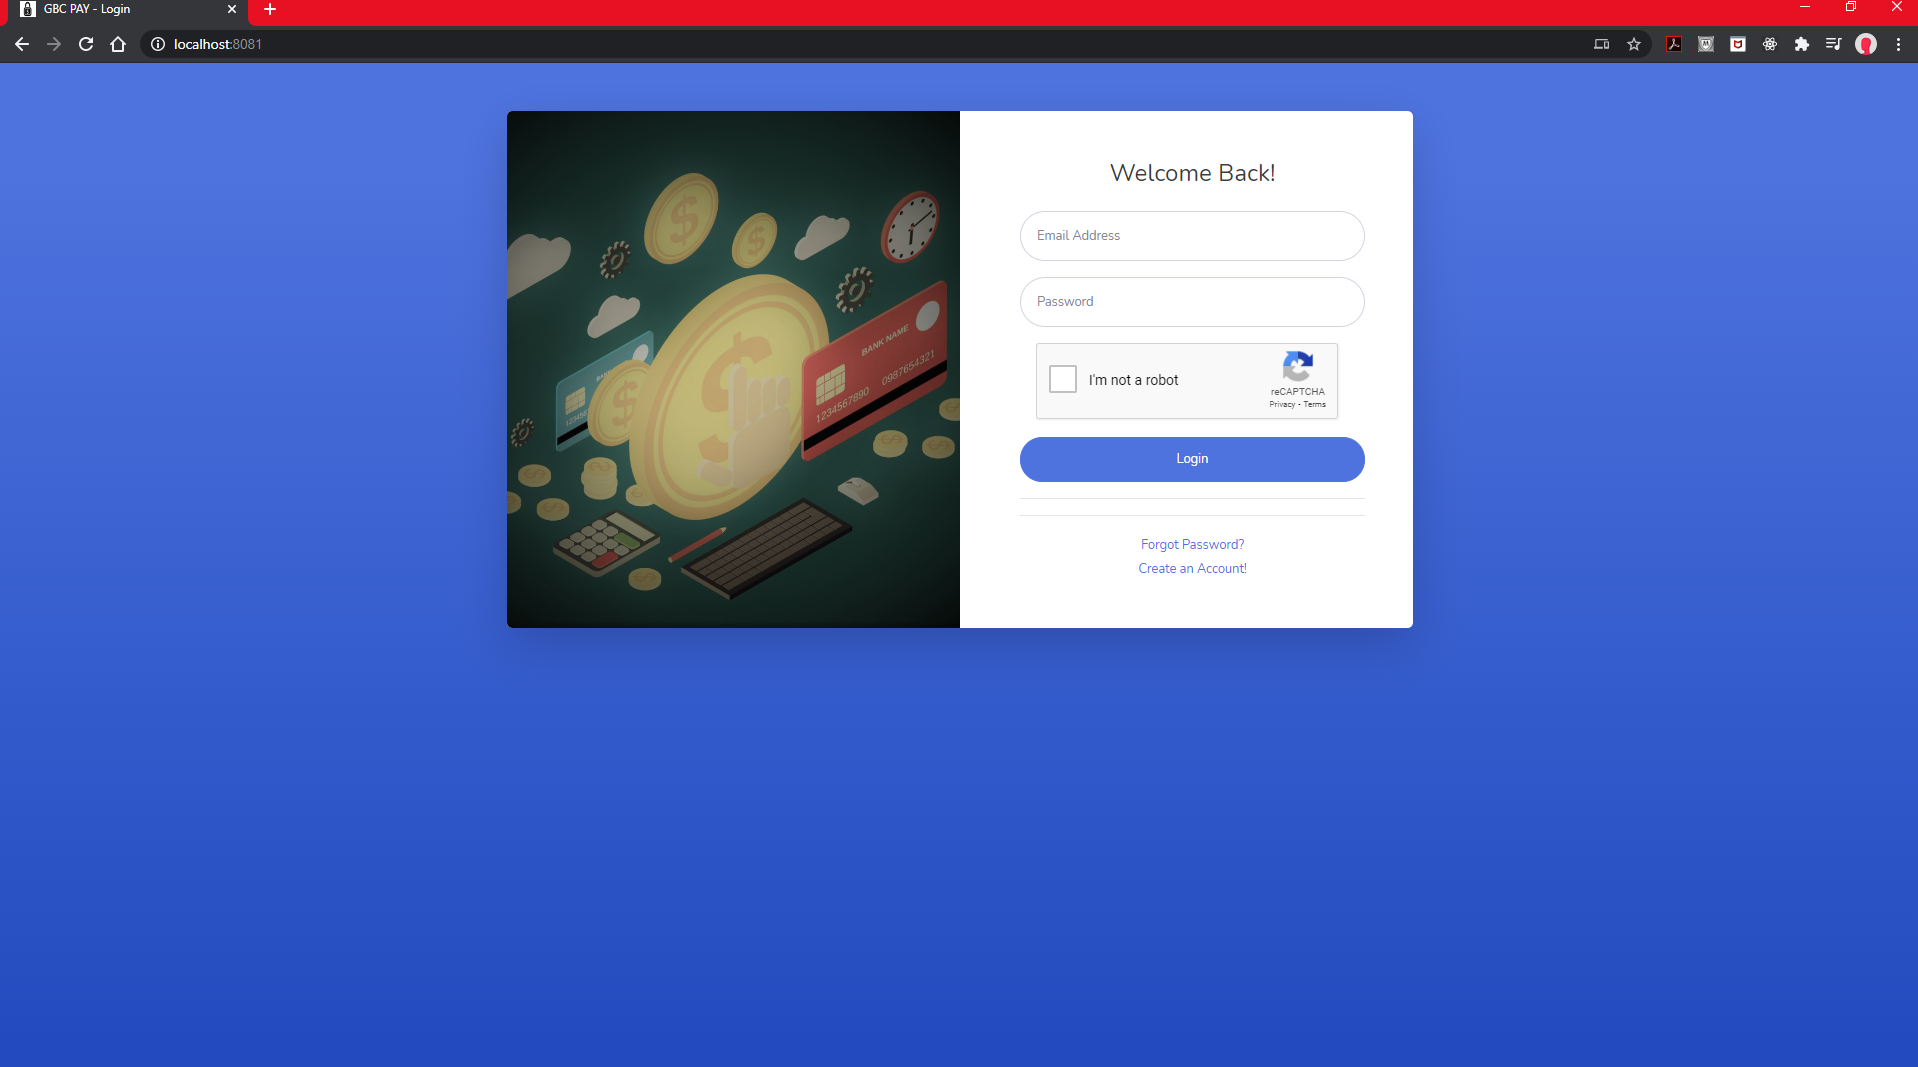 GBC PAY - Login
localhost:8081
Welcome Back!
Email Address
Password
I'm not a robot
reCAPTCHA
Privacy - Terms
Login
Forgot Password?
Create an Account!
BANK NAME
1234567890 0987654321